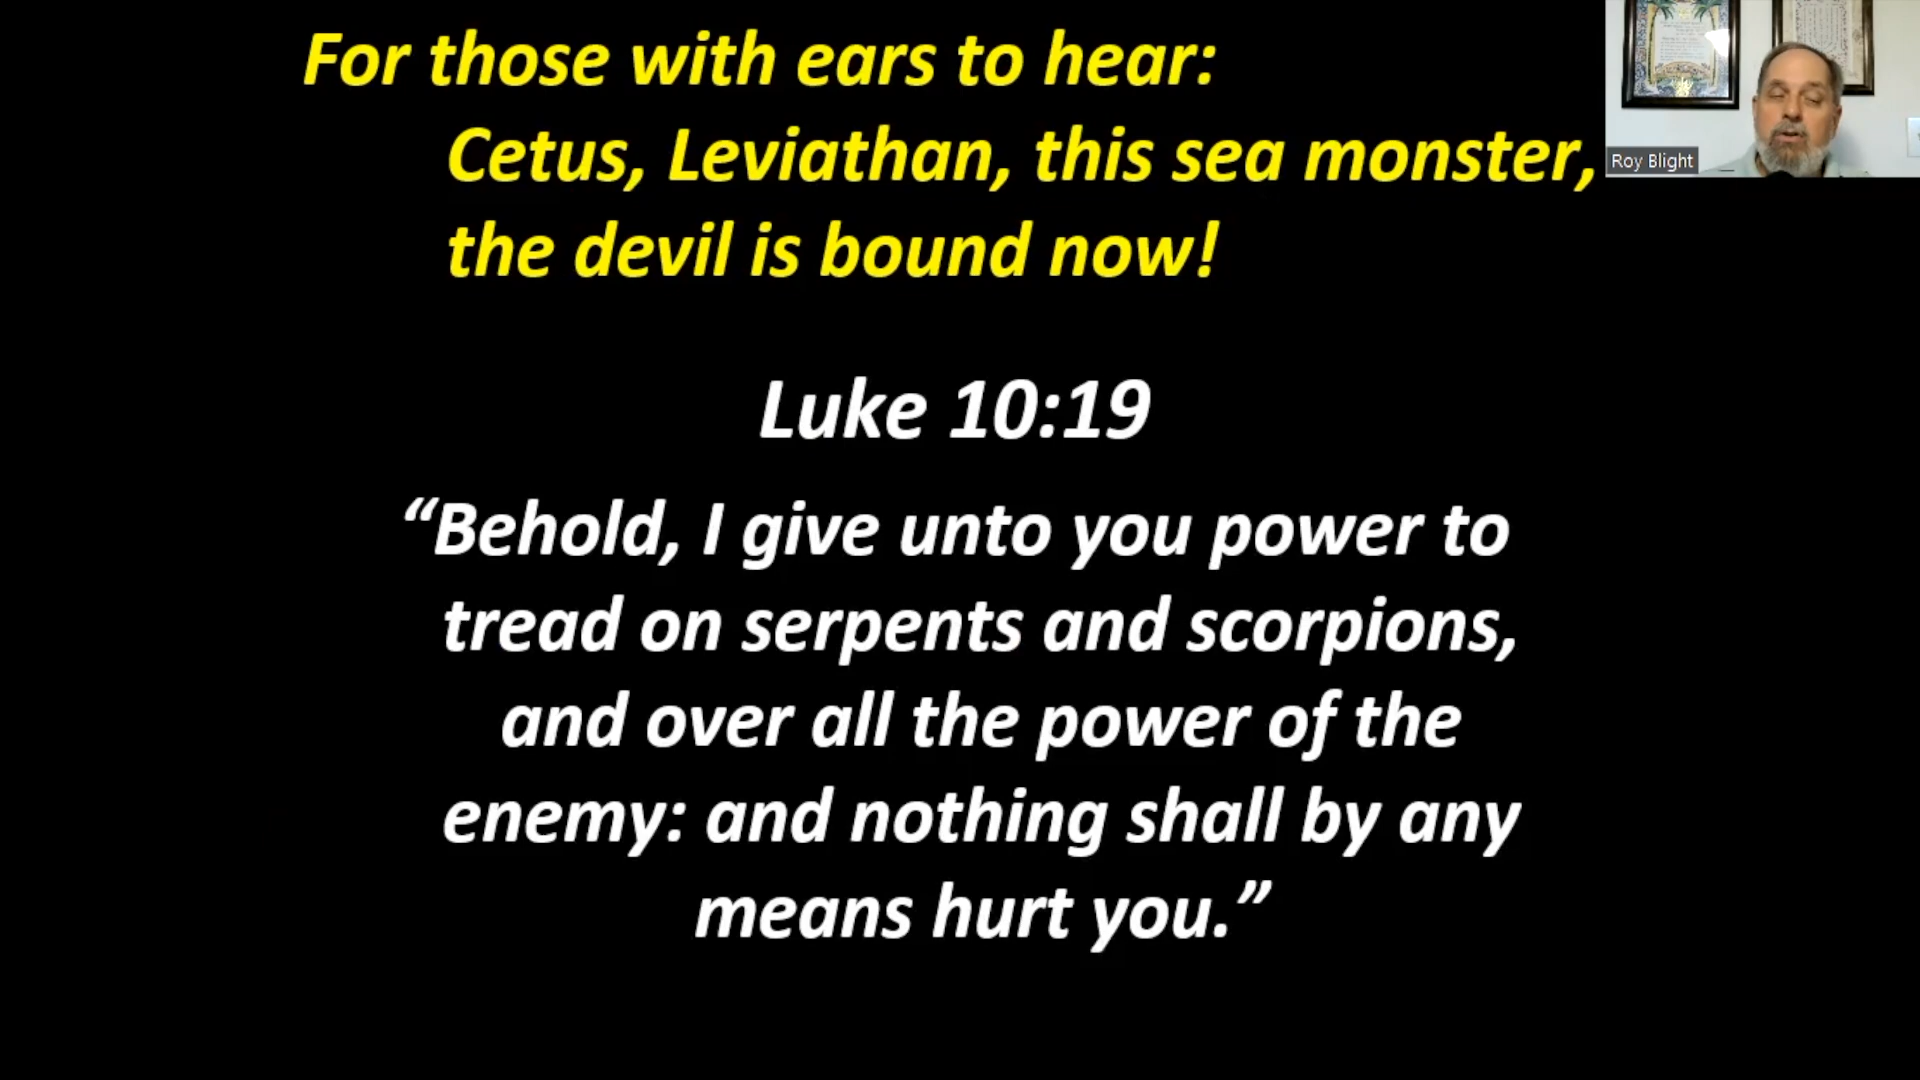 For those with ears to hear:
Cetus, Leviathan, this sea monster,
the devil is bound now!
Roy Blight
Luke 10:19
“Behold, I give unto you power to
tread on serpents and scorpions,
and over all the power of the
enemy: and nothing shall by any
means hurt you.”